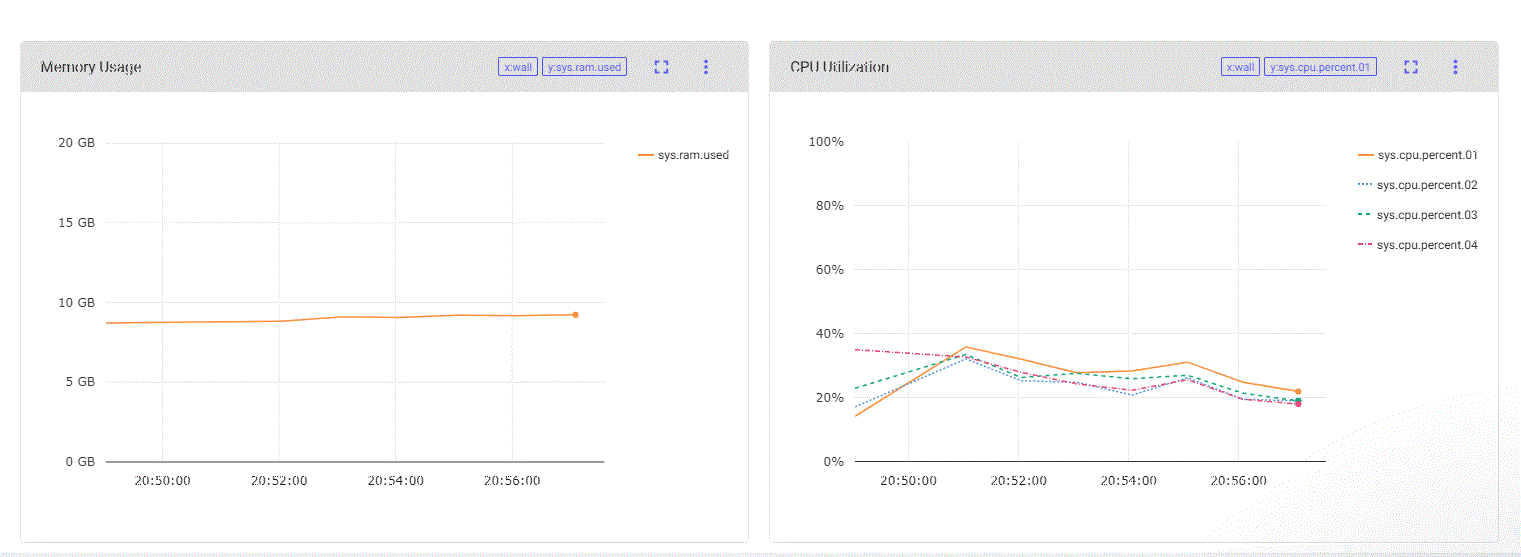 Memory Usage
x:wall
y:sys.ram.used
20 GB
15 GB
10 GB
5 GB
0 GB
20:50:00
20:52:00
20:54:00
20:56:00
sys.ram.used
CPU Utilization
x:wall
y:sys.cpu.percent.01
100%
80%
60%
40%
20%
0%
20:50:00
20:52:00
20:54:00
20:56:00
sys.cpu.percent.01
sys.cpu.percent.02
sys.cpu.percent.03
sys.cpu.percent.04